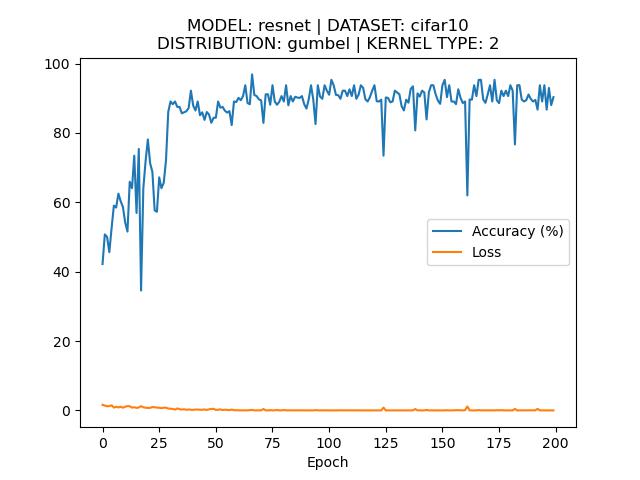 MODEL: resnet | DATASET: cifar10
DISTRIBUTION: gumbel | KERNEL TYPE: 2
100
80
60
40
20
0
Accuracy (%)
Loss
0 25 50 75 100 125 150 175 200
Epoch